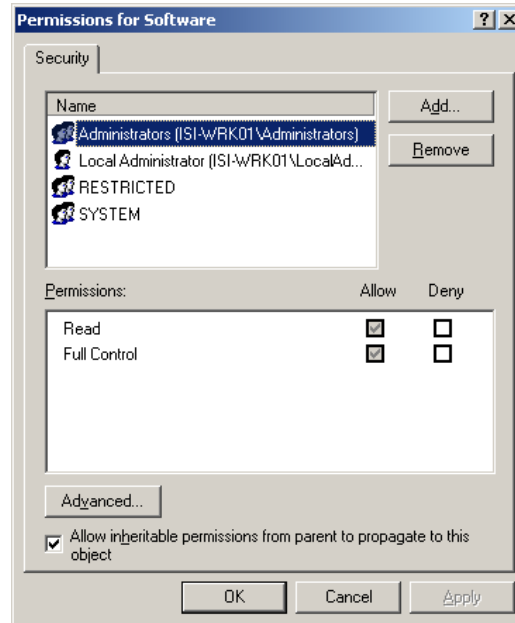 Permissions for Software
Security
Name
Administrators (ISI-WRK01\Administrators)
Local Administrator (ISI-WRK01\LocalAd...
RESTRICTED
SYSTEM
Add...
Remove
Permissions:
Allow Deny
Read
Full Control
Advanced...
Allow inheritable permissions from parent to propagate to this
object
OK Cancel Apply